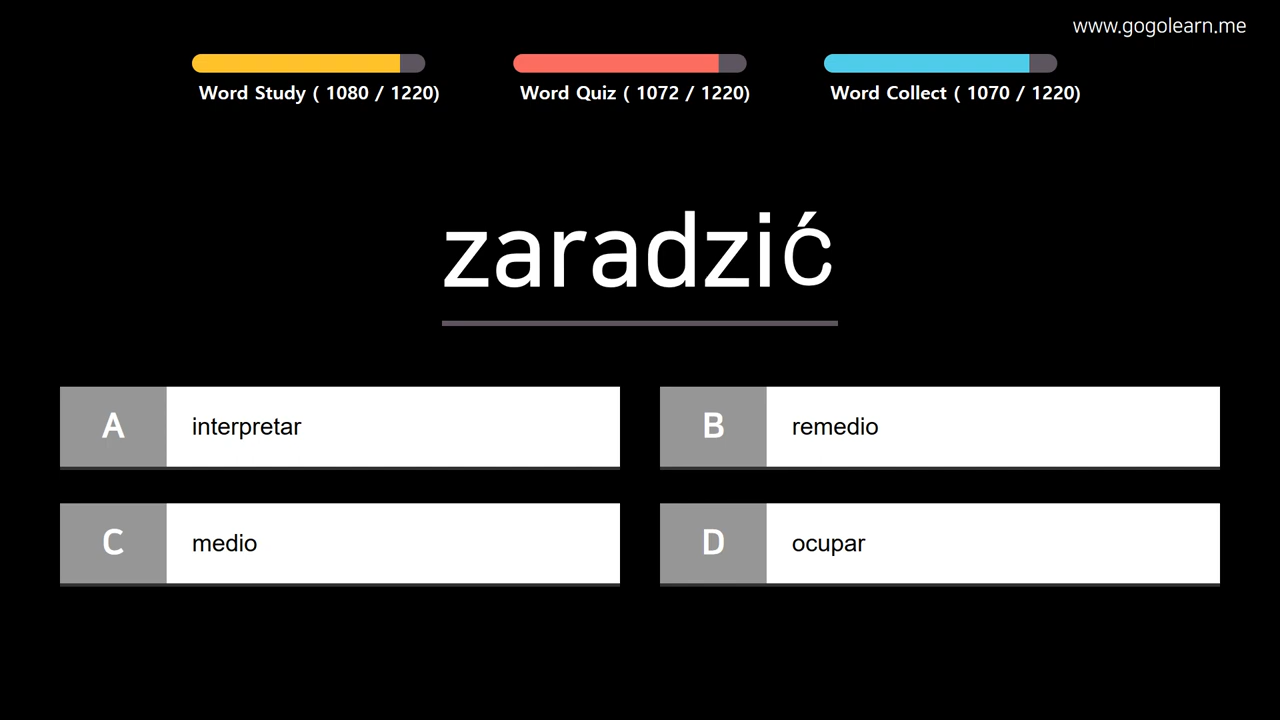 www.gogolearn.me
Word Study ( 1080 / 1220)
Word Quiz ( 1072 / 1220)
Word Collect ( 1070 / 1220)
zaradzić
A interpretar
B remedio
C medio
D ocupar